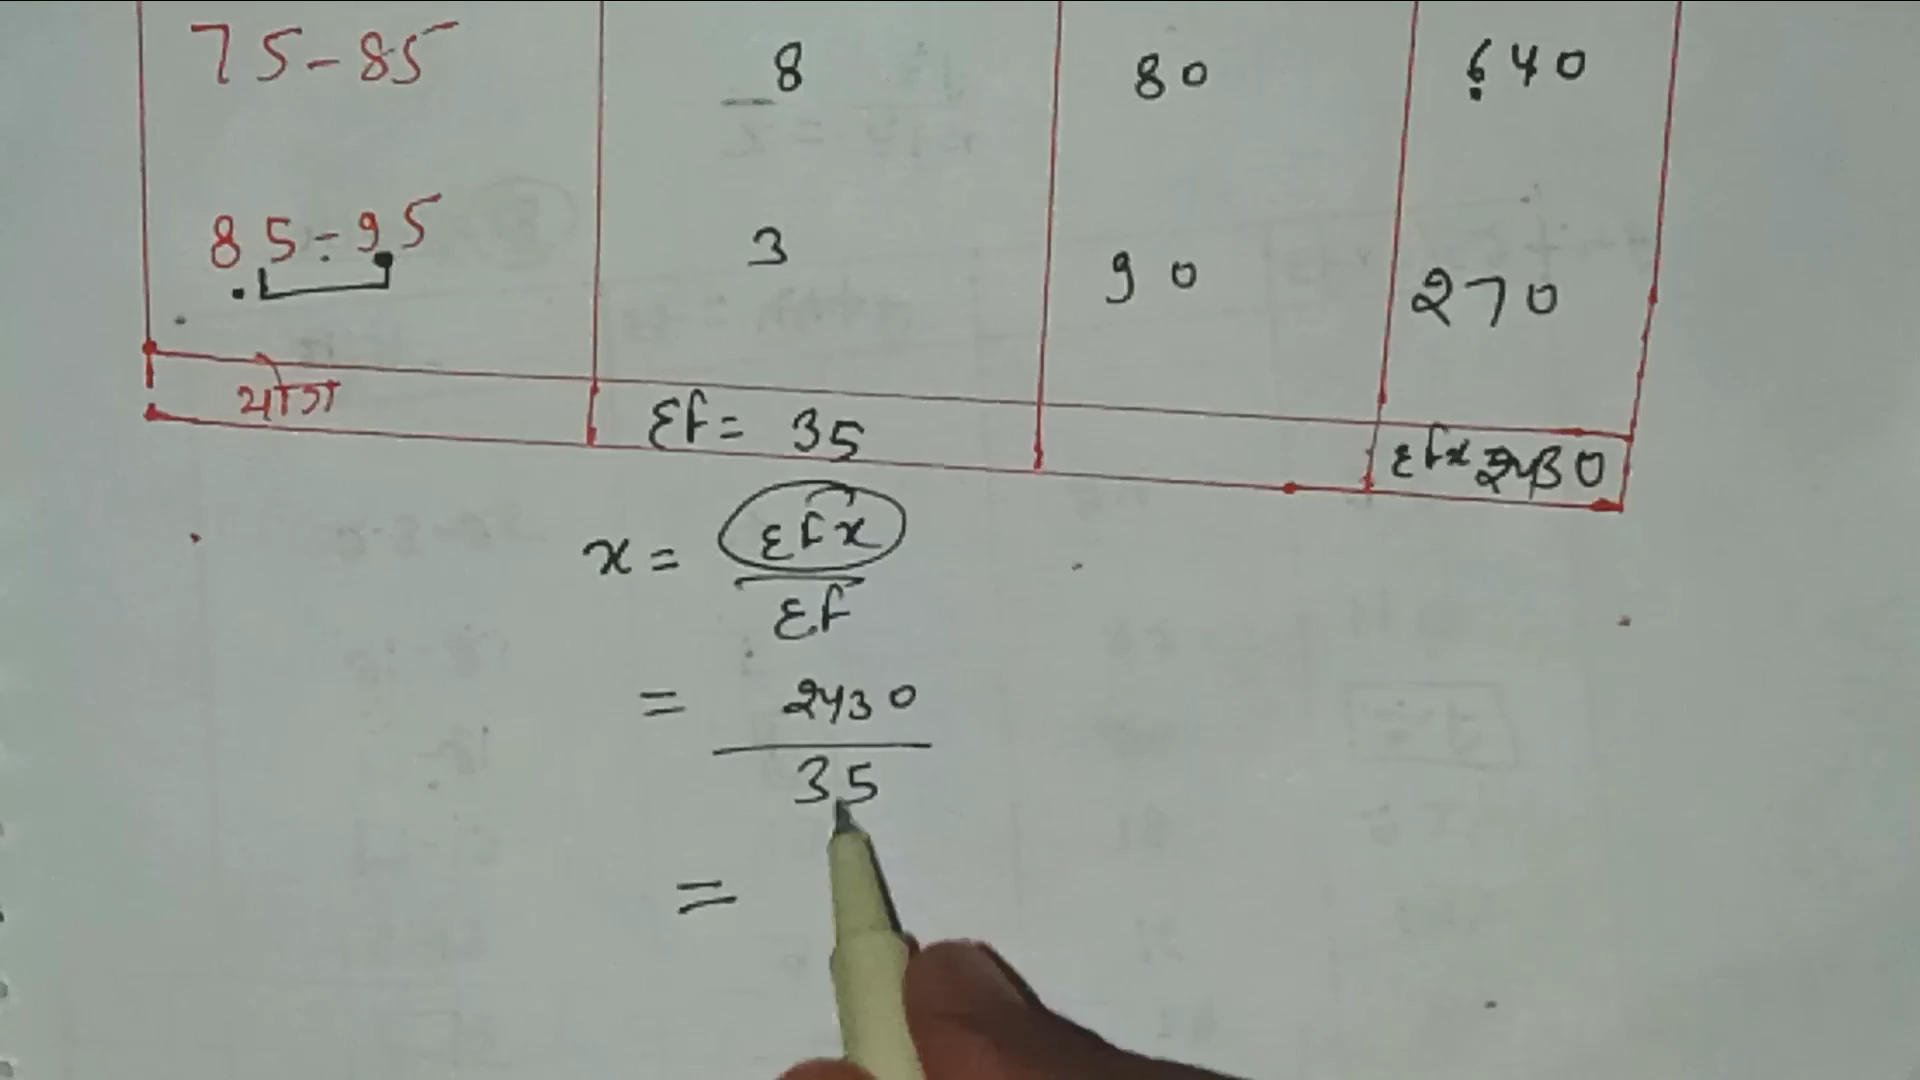 75-85 8 80 640
85-95 3 90 270
योग Σf = 35 Σfx 2430
x = Σfx
Σf
= 2430
35
=